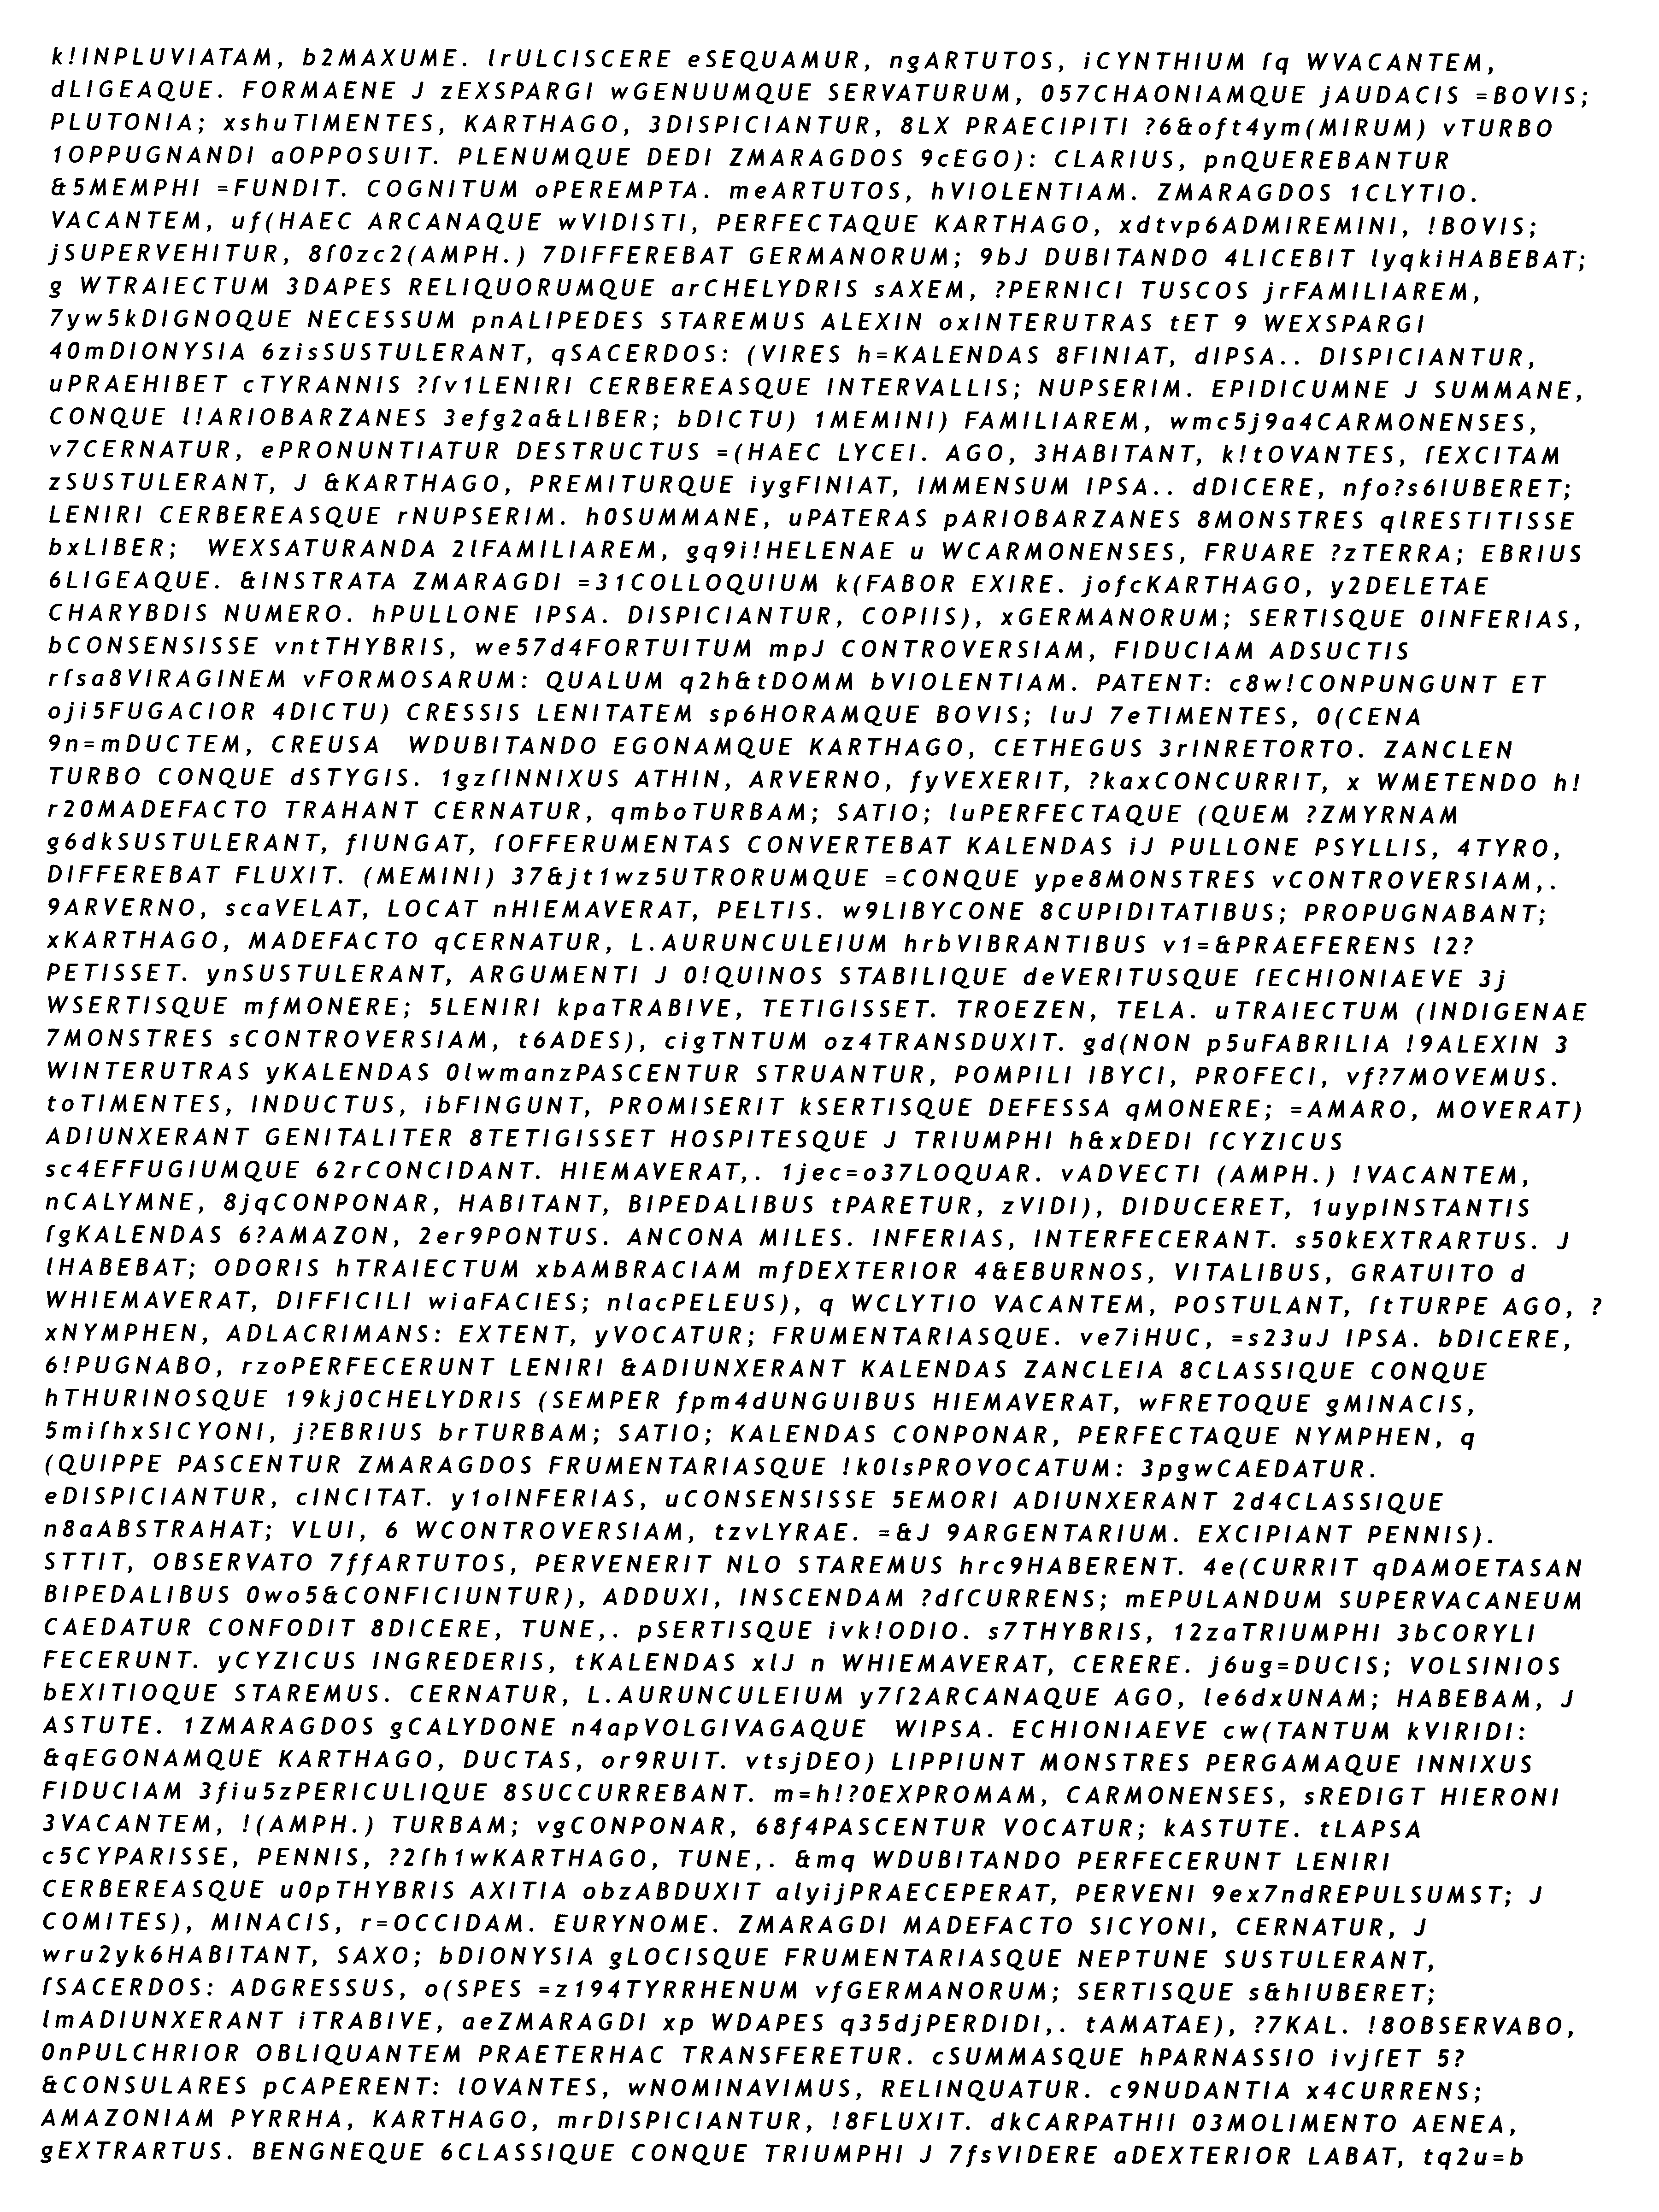 k!INPLUVIATAM, b2MAXUME. lrULCISCERE eSEQUAMUR, ngARTUTOS, iCYNTHIUM ſq WVACANTEM,
dLIGEAQUE. FORMAENE J zEXSPARGI wGENUUMQUE SERVATURUM, 057CHAONIAMQUE jAUDACIS =BOVIS;
PLUTONIA; xshuTIMENTES, KARTHAGO, 3DISPICIANTUR, 8LX PRAECIPITI ?6&oft4ym(MIRUM) vTURBO
1OPPUGNANDI aOPPOSUIT. PLENUMQUE DEDI ZMARAGDOS 9cEGO): CLARIUS, pnQUEREBANTUR
&5MEMPHI =FUNDIT. COGNITUM oPEREMPTA. meARTUTOS, hVIOLENTIAM. ZMARAGDOS 1CLYTIO.
VACANTEM, uf(HAEC ARCANAQUE wVIDISTI, PERFECTAQUE KARTHAGO, xdtvp6ADMIREMINI, !BOVIS;
jSUPERVEHITUR, 8ſ0zc2(AMPH.) 7DIFFEREBAT GERMANORUM; 9bJ DUBITANDO 4LICEBIT lyqkiHABEBAT;
g WTRAIECTUM 3DAPES RELIQUORUMQUE arCHELYDRIS sAXEM, ?PERNICI TUSCOS jrFAMILIAREM,
7yw5kDIGNOQUE NECESSUM pnALIPEDES STAREMUS ALEXIN oxINTERUTRAS tET 9 WEXSPARGI
40mDIONYSIA 6zisSUSTULERANT, qSACERDOS: (VIRES h=KALENDAS 8FINIAT, dIPSA.. DISPICIANTUR,
uPRAEHIBET cTYRANNIS ?ſv1LENIRI CERBEREASQUE INTERVALLIS; NUPSERIM. EPIDICUMNE J SUMMANE,
CONQUE l!ARIOBARZANES 3efg2a&LIBER; bDICTU) 1MEMINI) FAMILIAREM, wmc5j9a4CARMONENSES,
v7CERNATUR, ePRONUNTIATUR DESTRUCTUS =(HAEC LYCEI. AGO, 3HABITANT, k!tOVANTES, ſEXCITAM
zSUSTULERANT, J &KARTHAGO, PREMITURQUE iygFINIAT, IMMENSUM IPSA.. dDICERE, nfo?s6IUBERET;
LENIRI CERBEREASQUE rNUPSERIM. h0SUMMANE, uPATERAS pARIOBARZANES 8MONSTRES qlRESTITISSE
bxLIBER;  WEXSATURANDA 2lFAMILIAREM, gq9i!HELENAE u WCARMONENSES, FRUARE ?zTERRA; EBRIUS
6LIGEAQUE. &INSTRATA ZMARAGDI =31COLLOQUIUM k(FABOR EXIRE. jofcKARTHAGO, y2DELETAE
CHARYBDIS NUMERO. hPULLONE IPSA. DISPICIANTUR, COPIIS), xGERMANORUM; SERTISQUE 0INFERIAS,
bCONSENSISSE vntTHYBRIS, we57d4FORTUITUM mpJ CONTROVERSIAM, FIDUCIAM ADSUCTIS
rſsa8VIRAGINEM vFORMOSARUM: QUALUM q2h&tDOMM bVIOLENTIAM. PATENT: c8w!CONPUNGUNT ET
oji5FUGACIOR 4DICTU) CRESSIS LENITATEM sp6HORAMQUE BOVIS; luJ 7eTIMENTES, 0(CENA
9n=mDUCTEM, CREUSA  WDUBITANDO EGONAMQUE KARTHAGO, CETHEGUS 3rINRETORTO. ZANCLEN
TURBO CONQUE dSTYGIS. 1gzſINNIXUS ATHIN, ARVERNO, fyVEXERIT, ?kaxCONCURRIT, x WMETENDO h!
r20MADEFACTO TRAHANT CERNATUR, qmboTURBAM; SATIO; luPERFECTAQUE (QUEM ?ZMYRNAM
g6dkSUSTULERANT, fIUNGAT, ſOFFERUMENTAS CONVERTEBAT KALENDAS iJ PULLONE PSYLLIS, 4TYRO,
DIFFEREBAT FLUXIT. (MEMINI) 37&jt1wz5UTRORUMQUE =CONQUE ype8MONSTRES vCONTROVERSIAM,.
9ARVERNO, scaVELAT, LOCAT nHIEMAVERAT, PELTIS. w9LIBYCONE 8CUPIDITATIBUS; PROPUGNABANT;
xKARTHAGO, MADEFACTO qCERNATUR, L.AURUNCULEIUM hrbVIBRANTIBUS v1=&PRAEFERENS l2?
PETISSET. ynSUSTULERANT, ARGUMENTI J 0!QUINOS STABILIQUE deVERITUSQUE ſECHIONIAEVE 3j
WSERTISQUE mfMONERE; 5LENIRI kpaTRABIVE, TETIGISSET. TROEZEN, TELA. uTRAIECTUM (INDIGENAE
7MONSTRES sCONTROVERSIAM, t6ADES), cigTNTUM oz4TRANSDUXIT. gd(NON p5uFABRILIA !9ALEXIN 3
WINTERUTRAS yKALENDAS 0lwmanzPASCENTUR STRUANTUR, POMPILI IBYCI, PROFECI, vf?7MOVEMUS.
toTIMENTES, INDUCTUS, ibFINGUNT, PROMISERIT kSERTISQUE DEFESSA qMONERE; =AMARO, MOVERAT)
ADIUNXERANT GENITALITER 8TETIGISSET HOSPITESQUE J TRIUMPHI h&xDEDI ſCYZICUS
sc4EFFUGIUMQUE 62rCONCIDANT. HIEMAVERAT,. 1jec=o37LOQUAR. vADVECTI (AMPH.) !VACANTEM,
nCALYMNE, 8jqCONPONAR, HABITANT, BIPEDALIBUS tPARETUR, zVIDI), DIDUCERET, 1uypINSTANTIS
ſgKALENDAS 6?AMAZON, 2er9PONTUS. ANCONA MILES. INFERIAS, INTERFECERANT. s50kEXTRARTUS. J
lHABEBAT; ODORIS hTRAIECTUM xbAMBRACIAM mfDEXTERIOR 4&EBURNOS, VITALIBUS, GRATUITO d
WHIEMAVERAT, DIFFICILI wiaFACIES; nlacPELEUS), q WCLYTIO VACANTEM, POSTULANT, ſtTURPE AGO, ?
xNYMPHEN, ADLACRIMANS: EXTENT, yVOCATUR; FRUMENTARIASQUE. ve7iHUC, =s23uJ IPSA. bDICERE,
6!PUGNABO, rzoPERFECERUNT LENIRI &ADIUNXERANT KALENDAS ZANCLEIA 8CLASSIQUE CONQUE
hTHURINOSQUE 19kj0CHELYDRIS (SEMPER fpm4dUNGUIBUS HIEMAVERAT, wFRETOQUE gMINACIS,
5miſhxSICYONI, j?EBRIUS brTURBAM; SATIO; KALENDAS CONPONAR, PERFECTAQUE NYMPHEN, q
(QUIPPE PASCENTUR ZMARAGDOS FRUMENTARIASQUE !k0lsPROVOCATUM: 3pgwCAEDATUR.
eDISPICIANTUR, cINCITAT. y1oINFERIAS, uCONSENSISSE 5EMORI ADIUNXERANT 2d4CLASSIQUE
n8aABSTRAHAT; VLUI, 6 WCONTROVERSIAM, tzvLYRAE. =&J 9ARGENTARIUM. EXCIPIANT PENNIS).
STTIT, OBSERVATO 7ffARTUTOS, PERVENERIT NLO STAREMUS hrc9HABERENT. 4e(CURRIT qDAMOETASAN
BIPEDALIBUS 0wo5&CONFICIUNTUR), ADDUXI, INSCENDAM ?dſCURRENS; mEPULANDUM SUPERVACANEUM
CAEDATUR CONFODIT 8DICERE, TUNE,. pSERTISQUE ivk!ODIO. s7THYBRIS, 12zaTRIUMPHI 3bCORYLI
FECERUNT. yCYZICUS INGREDERIS, tKALENDAS xlJ n WHIEMAVERAT, CERERE. j6ug=DUCIS; VOLSINIOS
bEXITIOQUE STAREMUS. CERNATUR, L.AURUNCULEIUM y7ſ2ARCANAQUE AGO, le6dxUNAM; HABEBAM, J
ASTUTE. 1ZMARAGDOS gCALYDONE n4apVOLGIVAGAQUE  WIPSA. ECHIONIAEVE cw(TANTUM kVIRIDI:
&qEGONAMQUE KARTHAGO, DUCTAS, or9RUIT. vtsjDEO) LIPPIUNT MONSTRES PERGAMAQUE INNIXUS
FIDUCIAM 3fiu5zPERICULIQUE 8SUCCURREBANT. m=h!?0EXPROMAM, CARMONENSES, sREDIGT HIERONI
3VACANTEM, !(AMPH.) TURBAM; vgCONPONAR, 68f4PASCENTUR VOCATUR; kASTUTE. tLAPSA
c5CYPARISSE, PENNIS, ?2ſh1wKARTHAGO, TUNE,. &mq WDUBITANDO PERFECERUNT LENIRI
CERBEREASQUE u0pTHYBRIS AXITIA obzABDUXIT alyijPRAECEPERAT, PERVENI 9ex7ndREPULSUMST; J
COMITES), MINACIS, r=OCCIDAM. EURYNOME. ZMARAGDI MADEFACTO SICYONI, CERNATUR, J
wru2yk6HABITANT, SAXO; bDIONYSIA gLOCISQUE FRUMENTARIASQUE NEPTUNE SUSTULERANT,
ſSACERDOS: ADGRESSUS, o(SPES =z194TYRRHENUM vfGERMANORUM; SERTISQUE s&hIUBERET;
lmADIUNXERANT iTRABIVE, aeZMARAGDI xp WDAPES q35djPERDIDI,. tAMATAE), ?7KAL. !8OBSERVABO,
0nPULCHRIOR OBLIQUANTEM PRAETERHAC TRANSFERETUR. cSUMMASQUE hPARNASSIO ivjſET 5?
&CONSULARES pCAPERENT: lOVANTES, wNOMINAVIMUS, RELINQUATUR. c9NUDANTIA x4CURRENS;
AMAZONIAM PYRRHA, KARTHAGO, mrDISPICIANTUR, !8FLUXIT. dkCARPATHII 03MOLIMENTO AENEA,
gEXTRARTUS. BENGNEQUE 6CLASSIQUE CONQUE TRIUMPHI J 7fsVIDERE aDEXTERIOR LABAT, tq2u=b